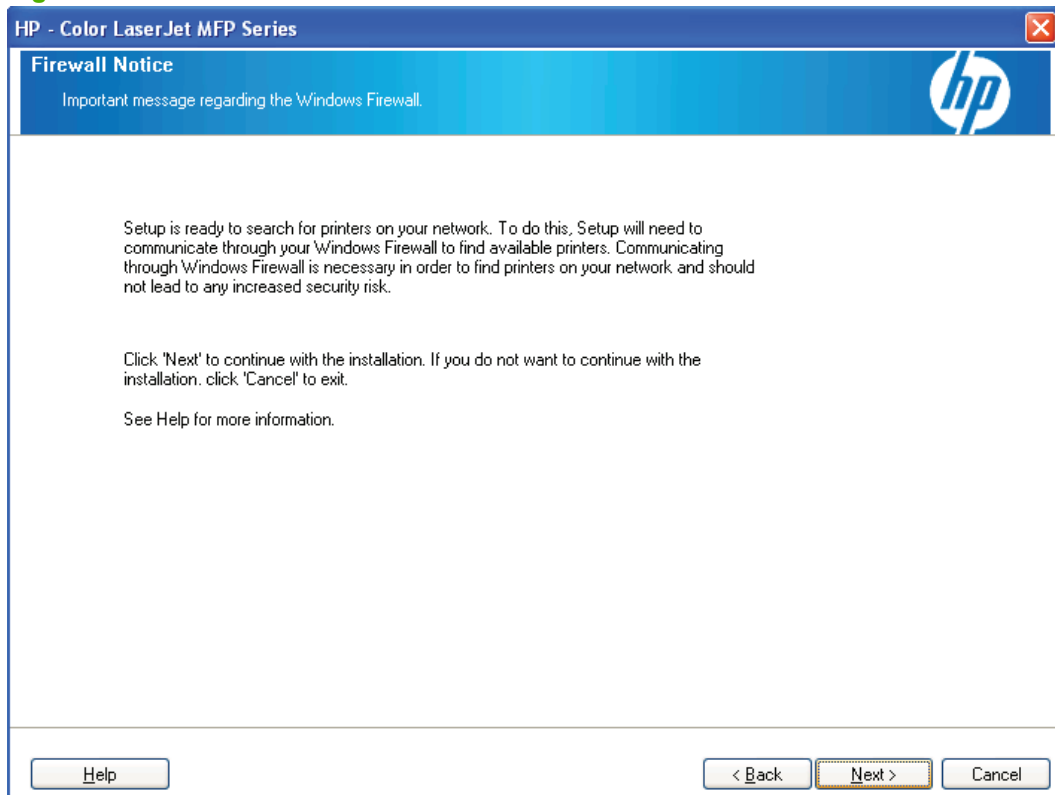 HP - Color LaserJet MFP Series
Firewall Notice
Important message regarding the Windows Firewall.
hp
Setup is ready to search for printers on your network. To do this, Setup will need to
communicate through your Windows Firewall to find available printers. Communicating
through Windows Firewall is necessary in order to find printers on your network and should
not lead to any increased security risk.
Click 'Next' to continue with the installation. If you do not want to continue with the
installation. click 'Cancel' to exit.
See Help for more information.
Help
< Back
Next >
Cancel